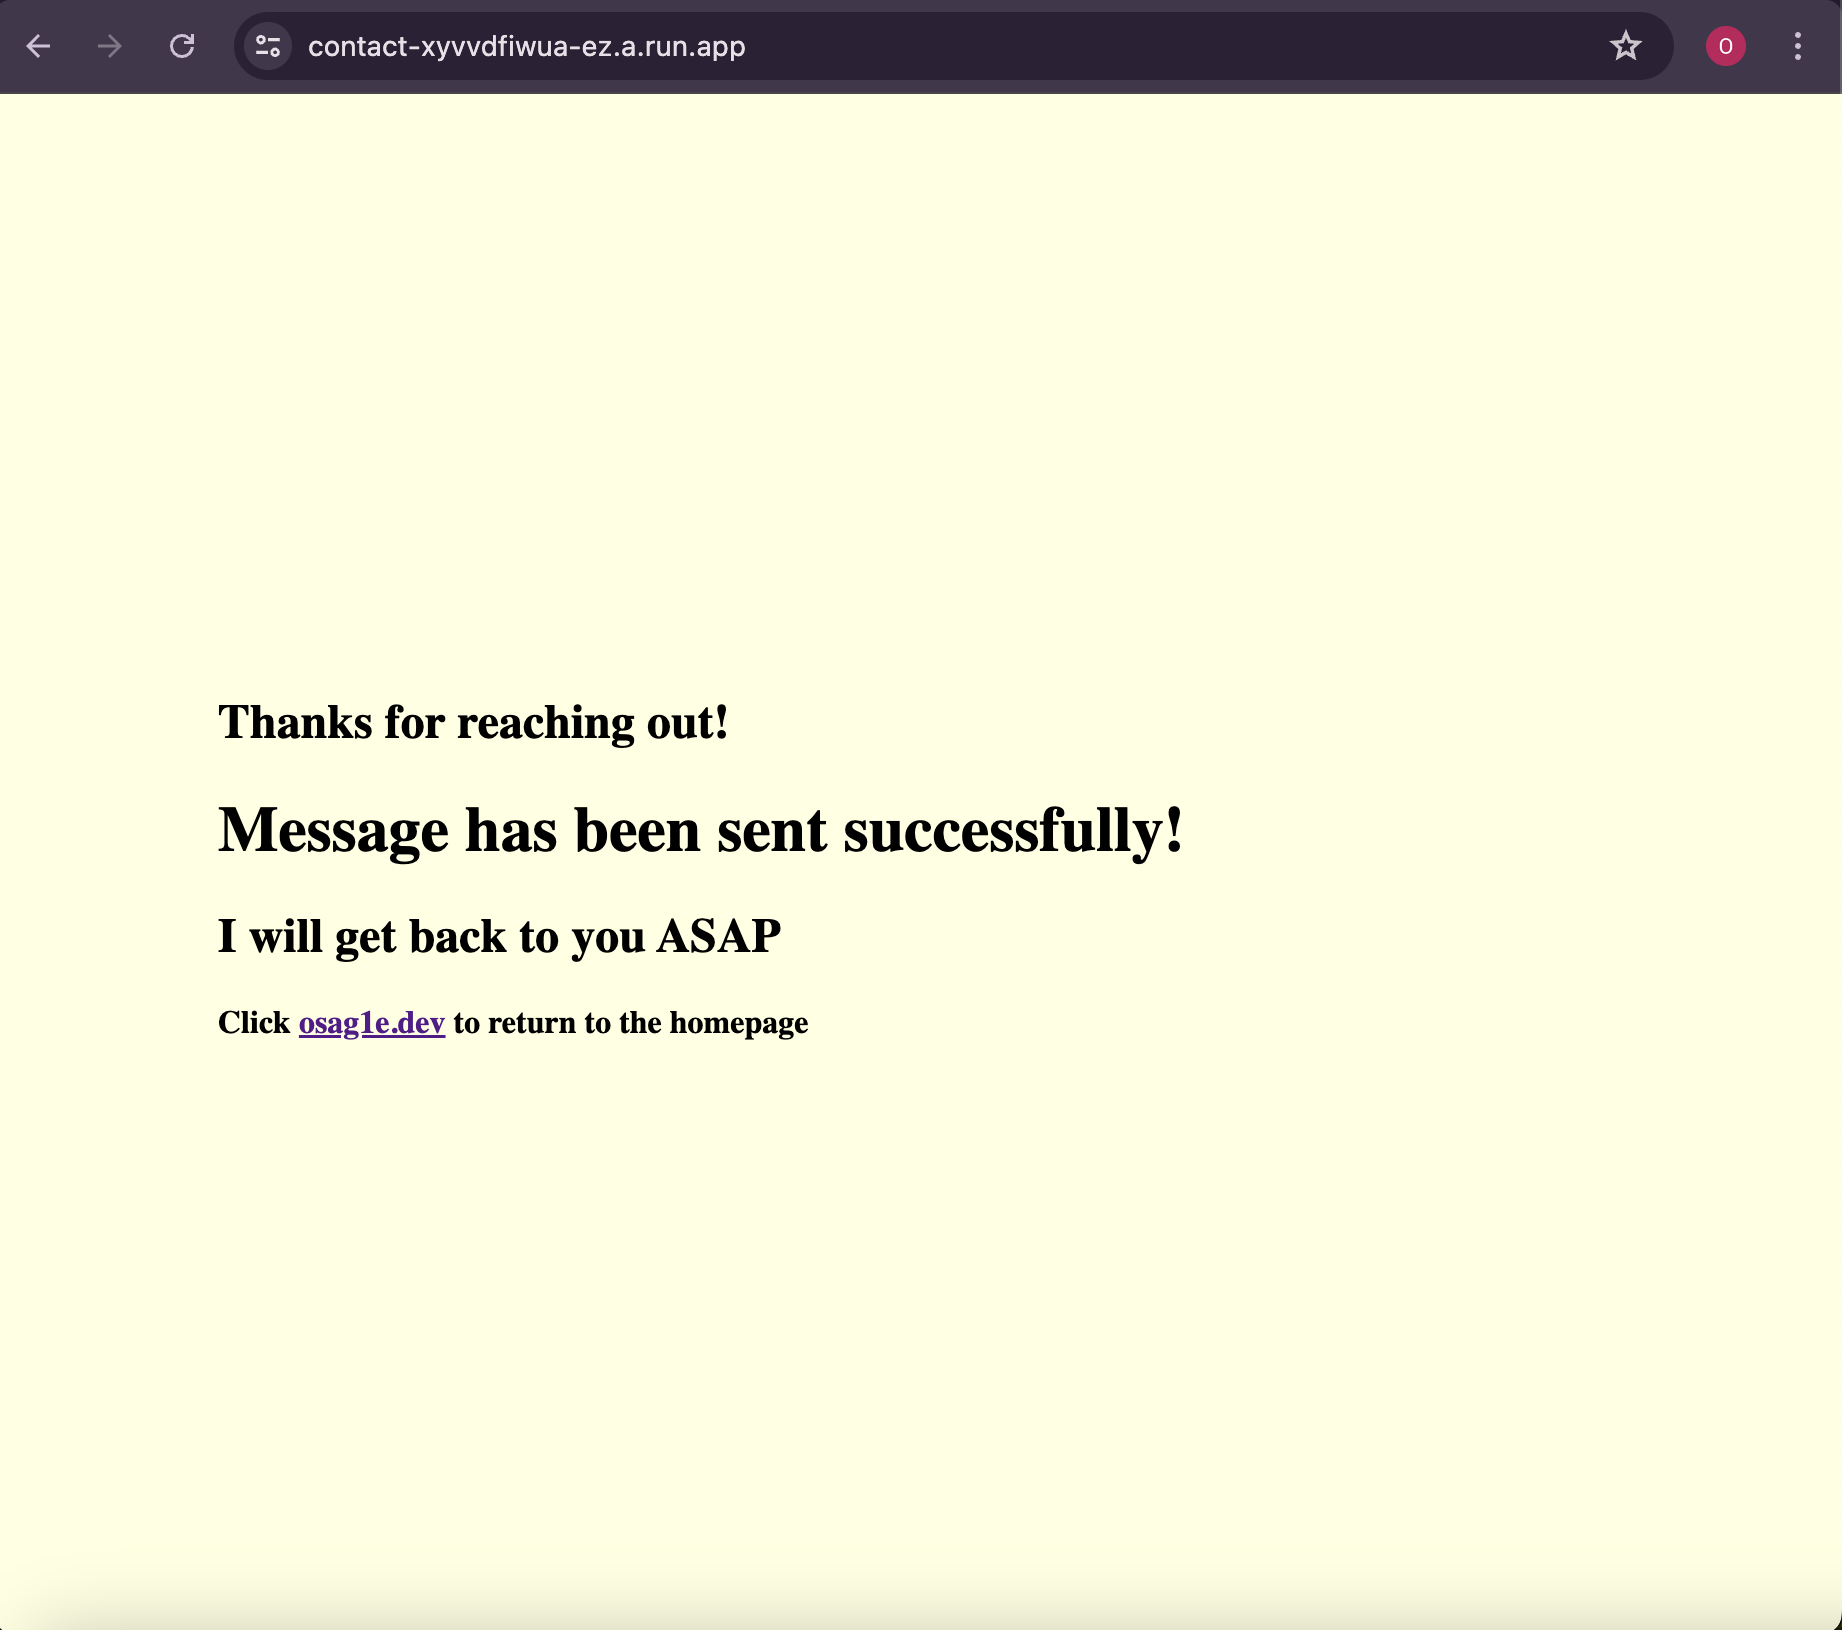 contact-xyvvdfiwua-ez.a.run.app
O
Thanks for reaching out!
Message has been sent successfully!
I will get back to you ASAP
Click osag1e.dev to return to the homepage